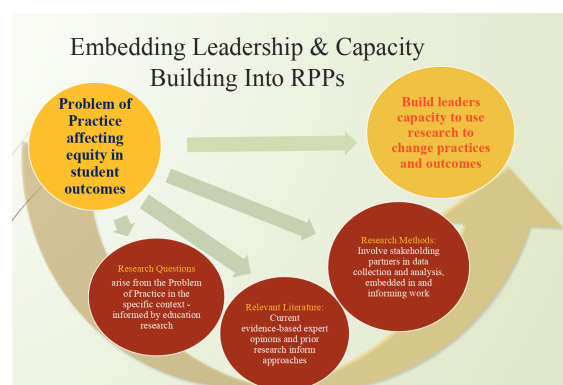 Embedding Leadership & Capacity
Building Into RPPs
Problem of
Practice
affecting
equity in
student
outcomes
Build leaders
capacity to use
research to
change practices
and outcomes
Research Questions
arise from the Problem
of Practice in the
specific context -
informed by education
research
Relevant Literature:
Current
evidence-based expert
opinons and prior
research inform
approaches
Research Methods:
Involve stakeholding
partners in data
collection and analysis,
embedded in and
informing work